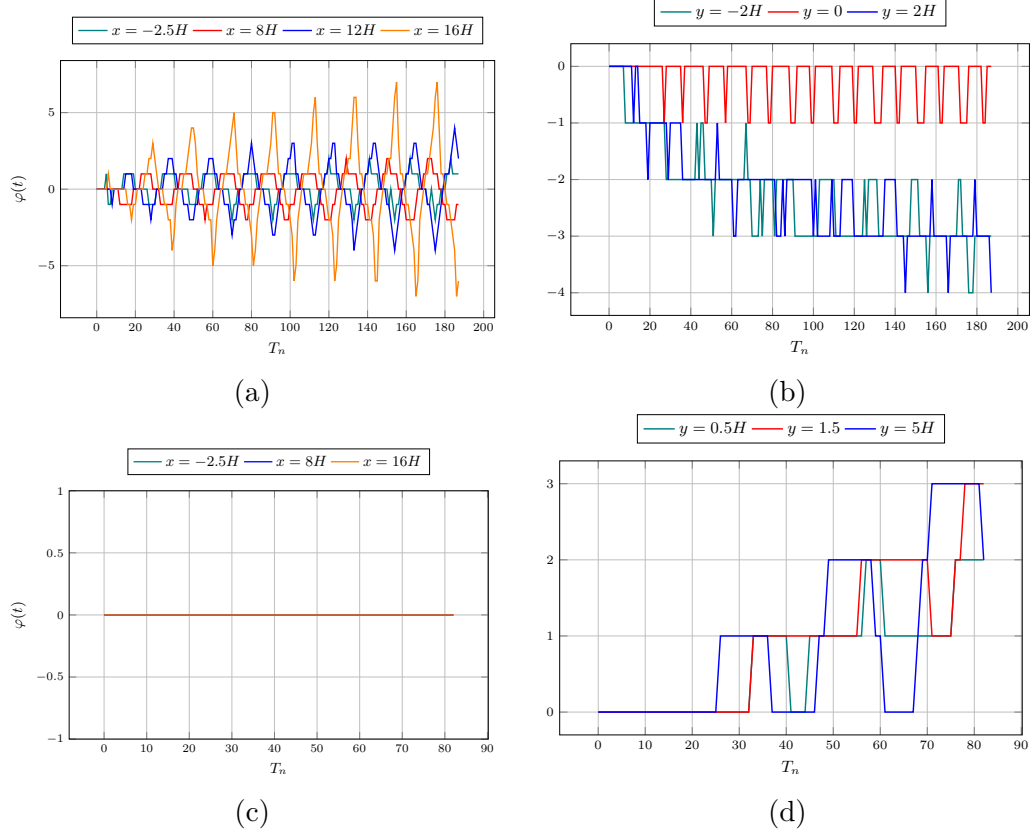 x = −2.5H x = 8H x = 12H x = 16H
5
0
−5
φ(t)
0 20 40 60 80 100 120 140 160 180 200
T_n
(a)
y = −2H y = 0 y = 2H
0
−1
−2
−3
−4
0 20 40 60 80 100 120 140 160 180 200
T_n
(b)
x = −2.5H x = 8H x = 16H
1
0.5
0
−0.5
−1
φ(t)
0 10 20 30 40 50 60 70 80 90
T_n
(c)
y = 0.5H y = 1.5 y = 5H
3
2
1
0
0 10 20 30 40 50 60 70 80 90
T_n
(d)